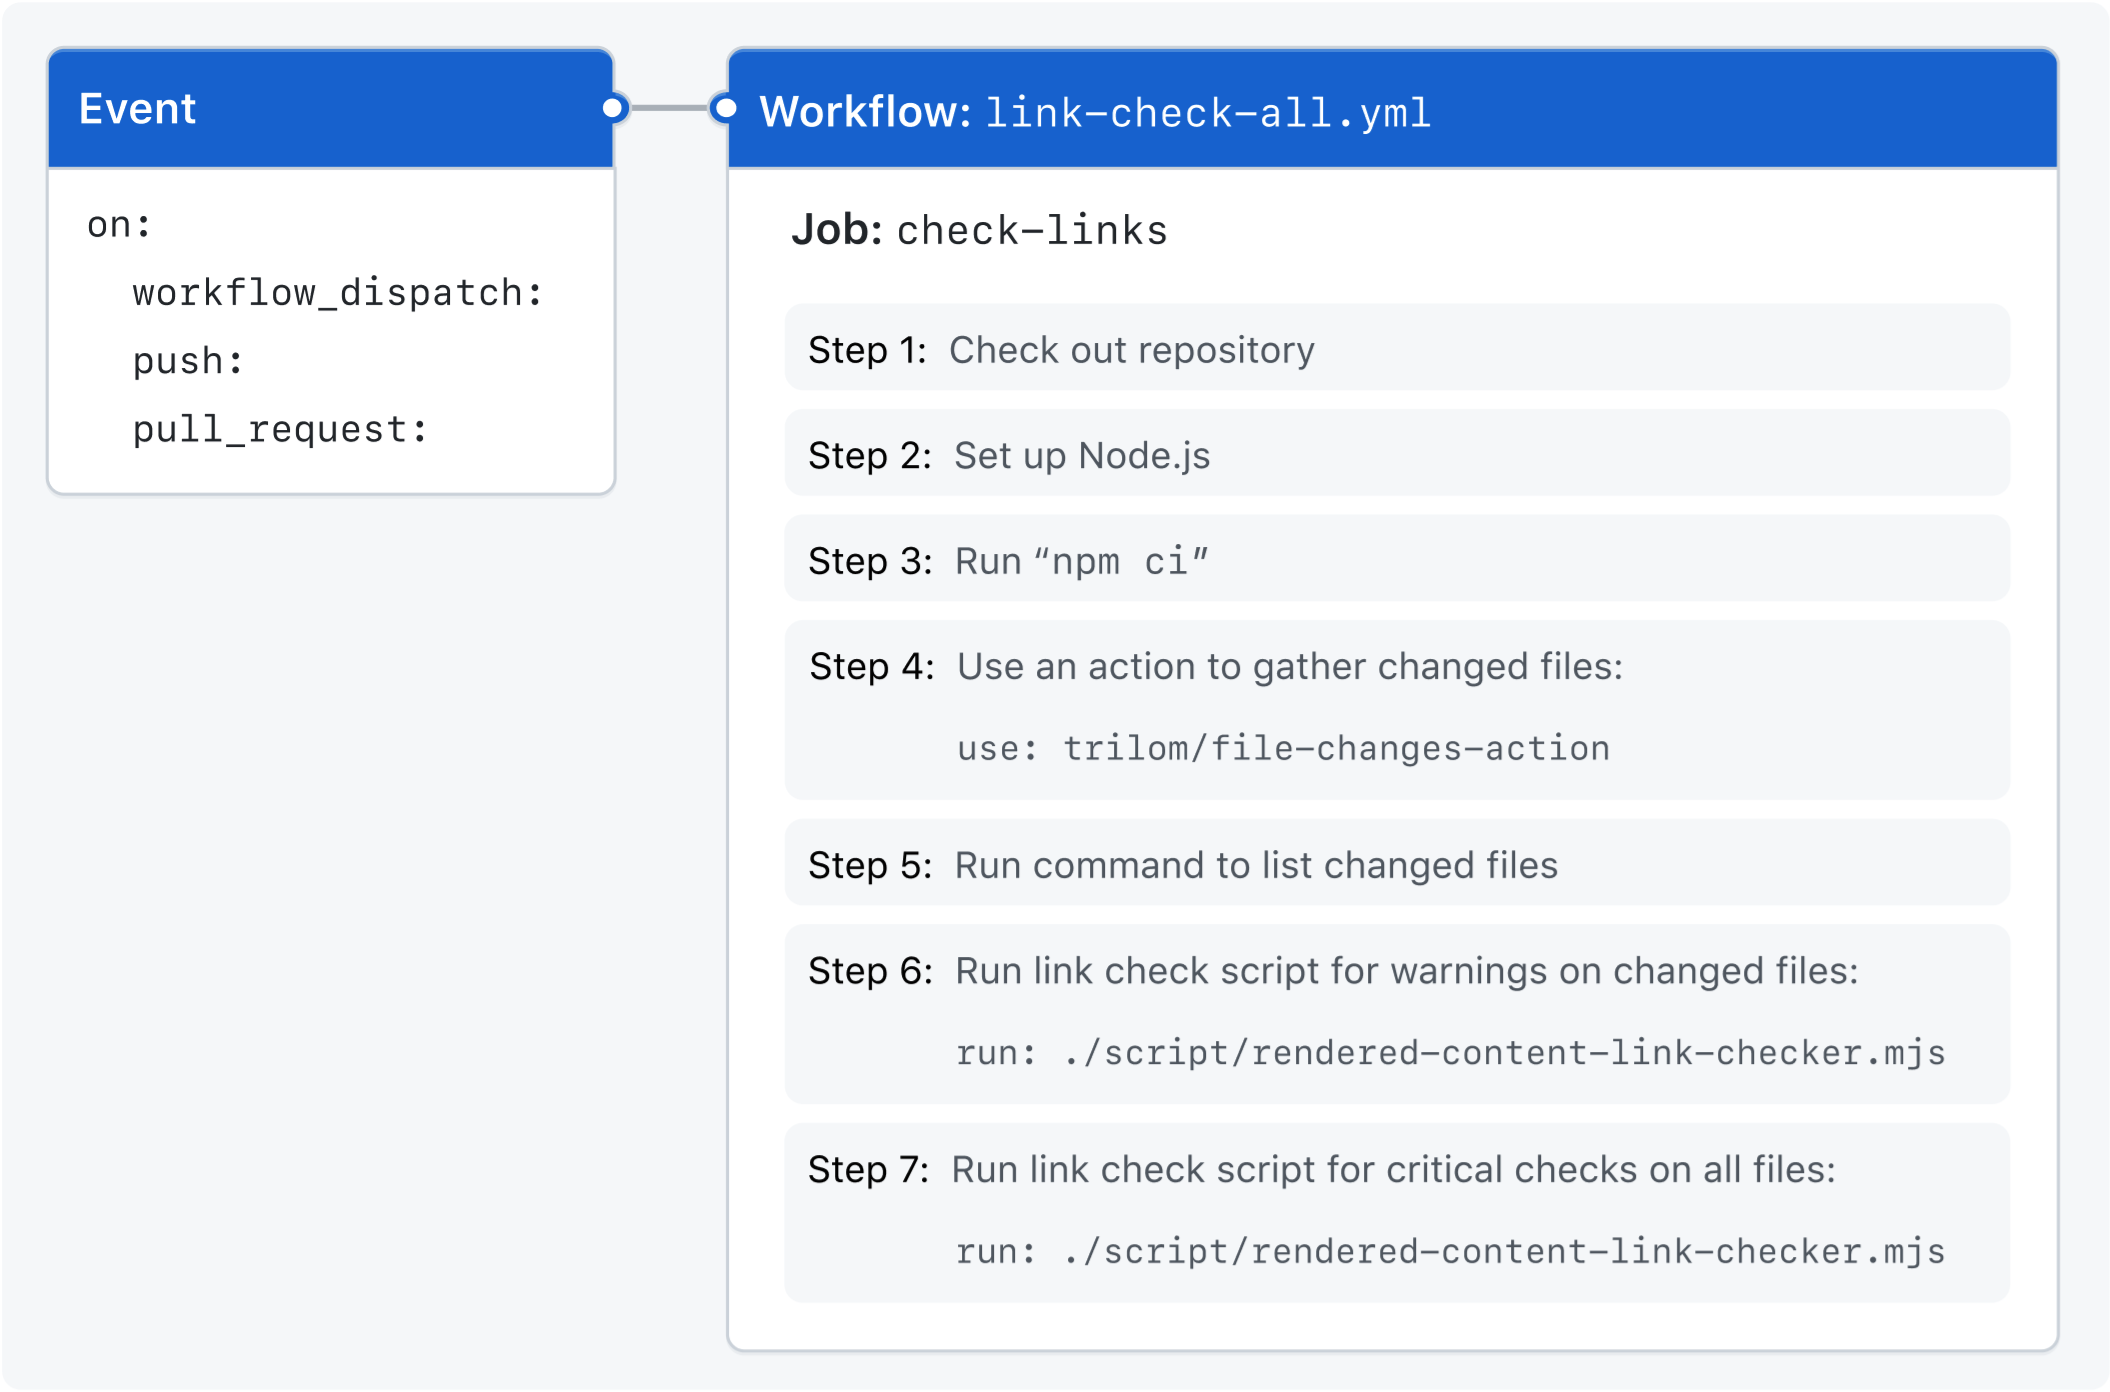 Event
on:
workflow_dispatch:
push:
pull_request:
Workflow: link-check-all.yml
Job: check-links
Step 1: Check out repository
Step 2: Set up Node.js
Step 3: Run “npm ci”
Step 4: Use an action to gather changed files:
use: trilom/file-changes-action
Step 5: Run command to list changed files
Step 6: Run link check script for warnings on changed files:
run: ./script/rendered-content-link-checker.mjs
Step 7: Run link check script for critical checks on all files:
run: ./script/rendered-content-link-checker.mjs